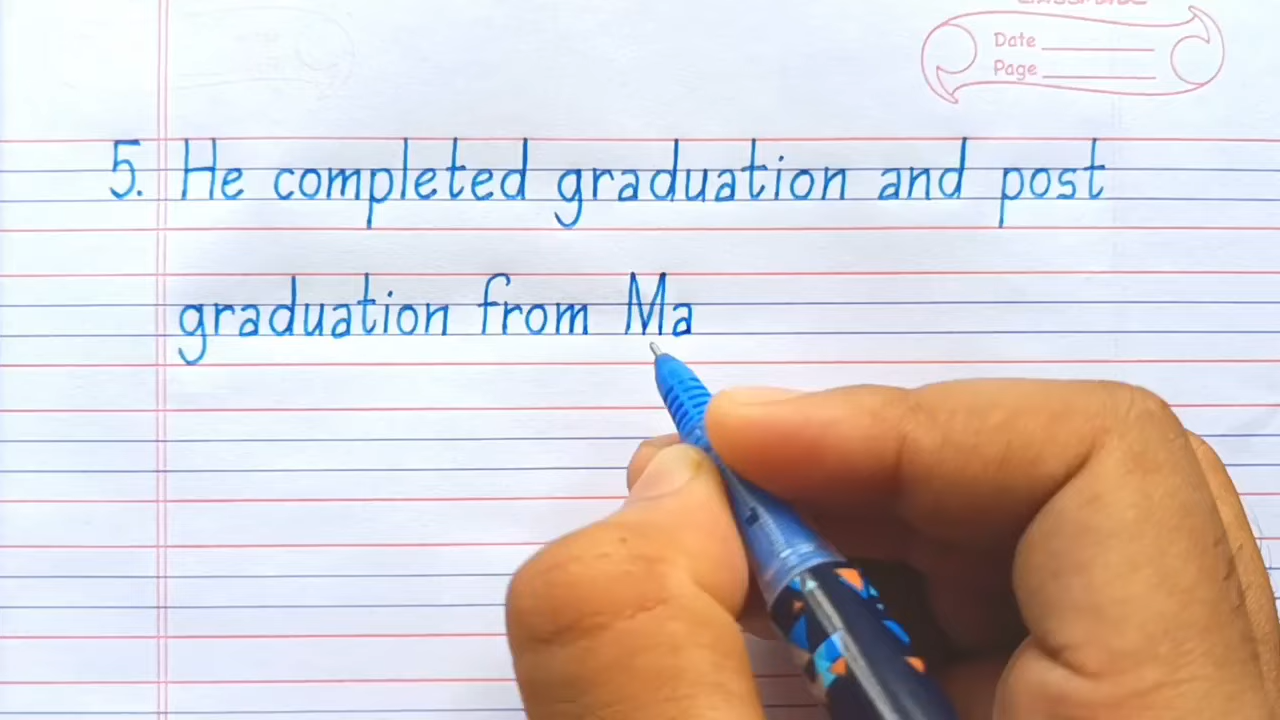 Date
Page
5. He completed graduation and post
graduation from Ma